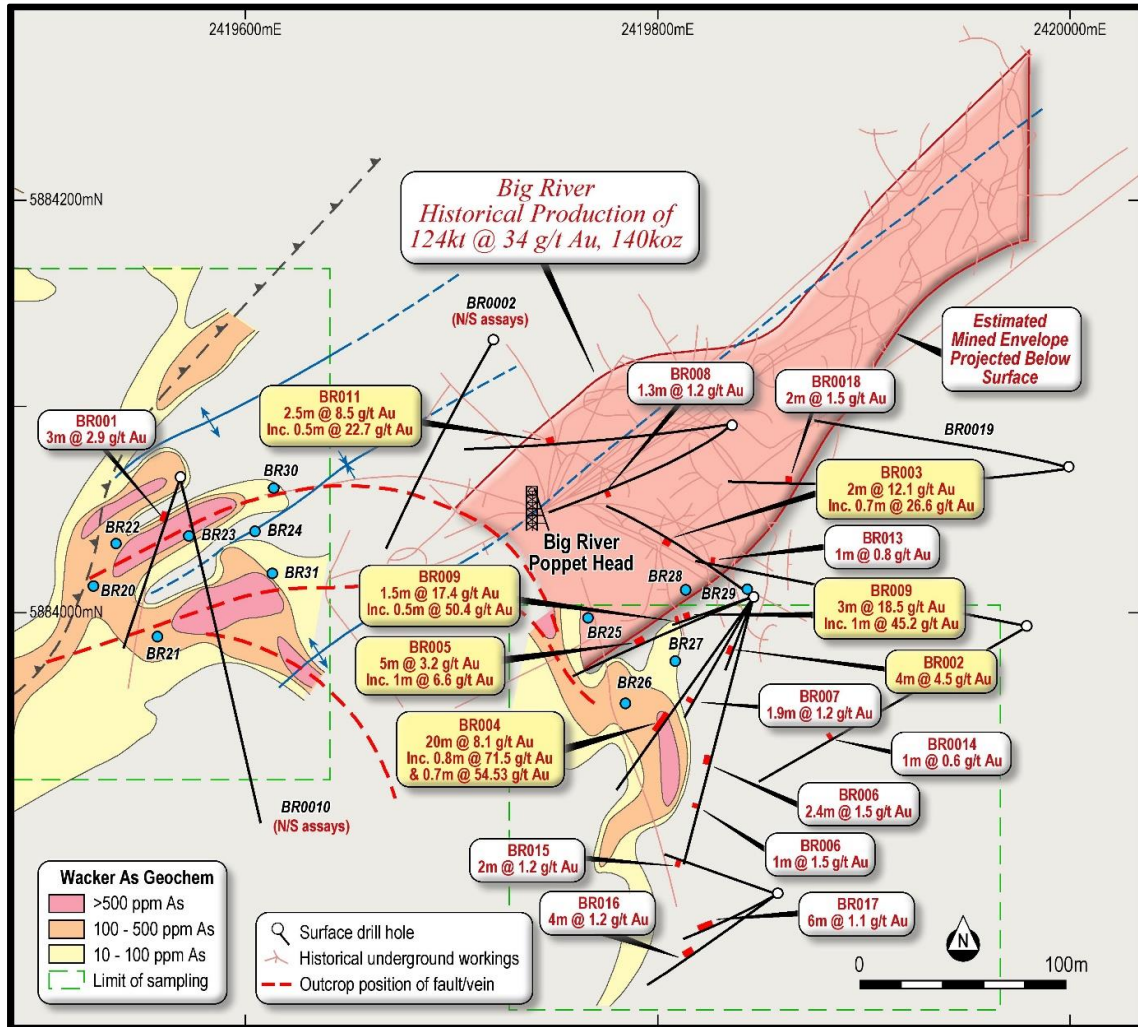 2419600mE
2419800mE
2420000mE
5884200mN
5884000mN
Big River
Historical Production of
124kt @ 34 g/t Au, 140koz
Estimated
Mined Envelope
Projected Below
Surface
BR0002
(N/S assays)
BR008
1.3m @ 1.2 g/t Au
BR0018
2m @ 1.5 g/t Au
BR0019
BR011
2.5m @ 8.5 g/t Au
Inc. 0.5m @ 22.7 g/t Au
BR001
3m @ 2.9 g/t Au
BR30
BR22
BR23
BR24
BR20
BR31
BR21
BR003
2m @ 12.1 g/t Au
Inc. 0.7m @ 26.6 g/t Au
Big River
Poppet Head
BR013
1m @ 0.8 g/t Au
BR009
1.5m @ 17.4 g/t Au
Inc. 0.5m @ 50.4 g/t Au
BR28
BR29
BR25
BR27
BR26
BR009
3m @ 18.5 g/t Au
Inc. 1m @ 45.2 g/t Au
BR005
5m @ 3.2 g/t Au
Inc. 1m @ 6.6 g/t Au
BR002
4m @ 4.5 g/t Au
BR007
1.9m @ 1.2 g/t Au
BR004
20m @ 8.1 g/t Au
Inc. 0.8m @ 71.5 g/t Au
& 0.7m @ 54.53 g/t Au
BR0014
1m @ 0.6 g/t Au
BR006
2.4m @ 1.5 g/t Au
BR0010
(N/S assays)
BR006
1m @ 1.5 g/t Au
BR015
2m @ 1.2 g/t Au
BR016
4m @ 1.2 g/t Au
BR017
6m @ 1.1 g/t Au
Wacker As Geochem
>500 ppm As
100 - 500 ppm As
10 - 100 ppm As
Limit of sampling
Surface drill hole
Historical underground workings
Outcrop position of fault/vein
N
0
100m